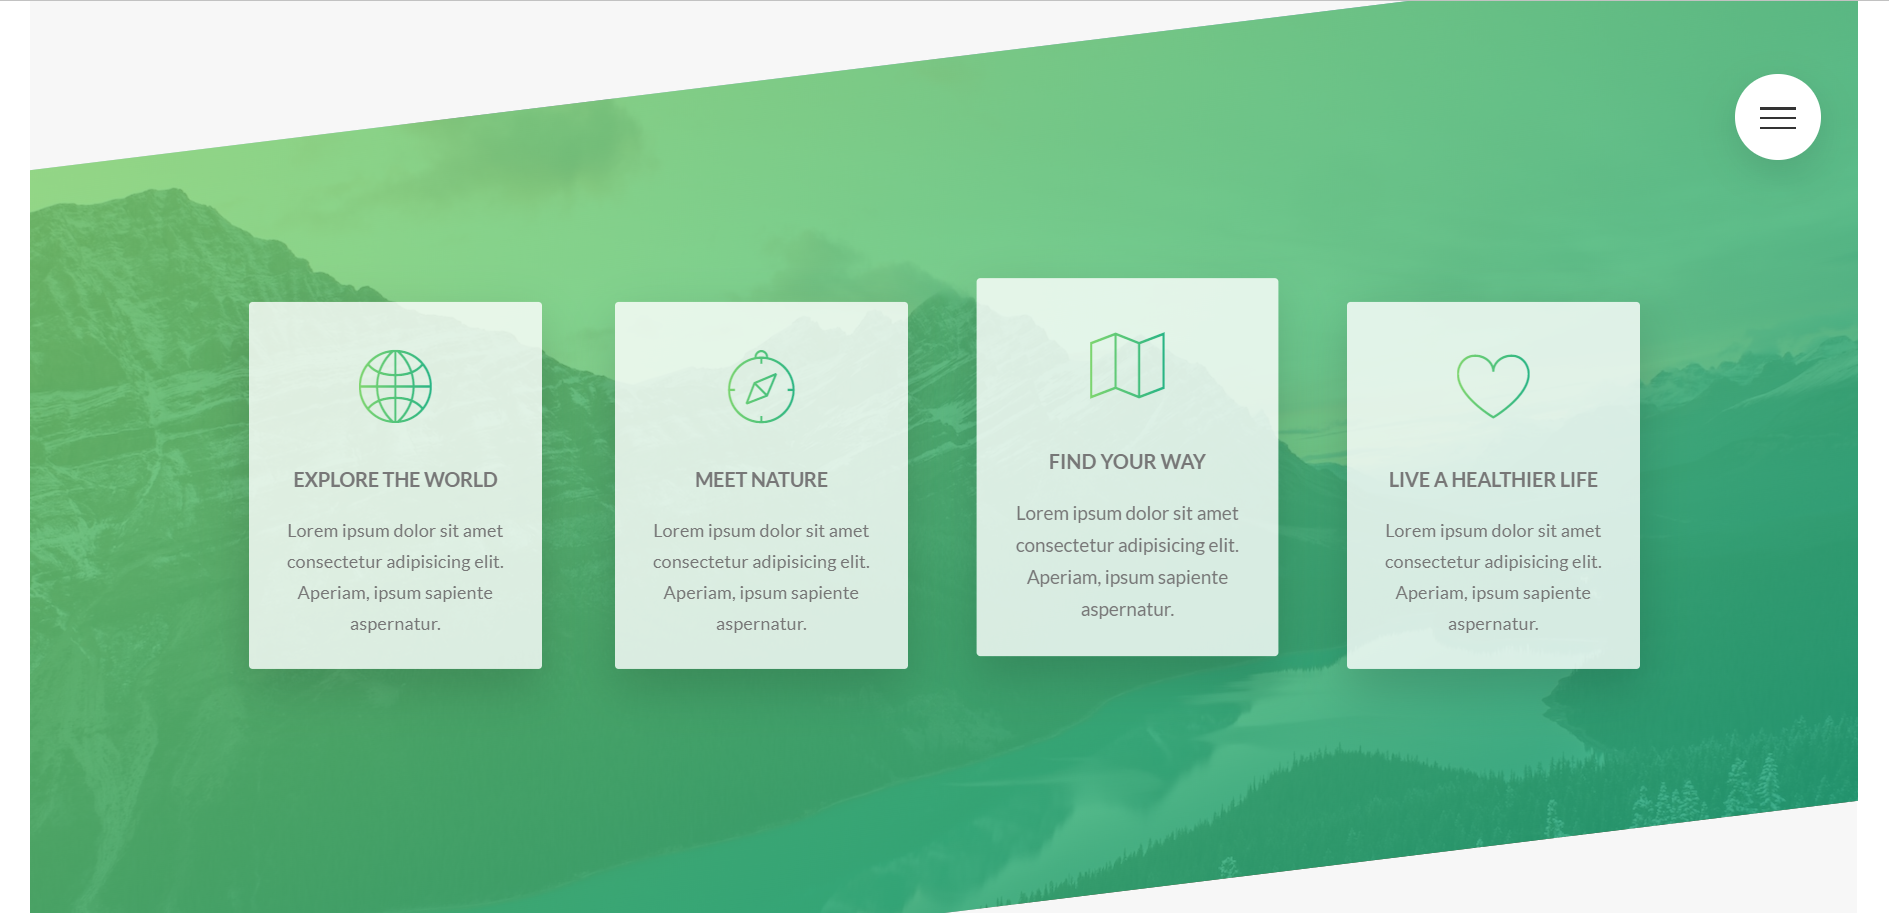 EXPLORE THE WORLD
Lorem ipsum dolor sit amet
consectetur adipisicing elit.
Aperiam, ipsum sapiente
aspernatur.
MEET NATURE
Lorem ipsum dolor sit amet
consectetur adipisicing elit.
Aperiam, ipsum sapiente
aspernatur.
FIND YOUR WAY
Lorem ipsum dolor sit amet
consectetur adipisicing elit.
Aperiam, ipsum sapiente
aspernatur.
LIVE A HEALTHIER LIFE
Lorem ipsum dolor sit amet
consectetur adipisicing elit.
Aperiam, ipsum sapiente
aspernatur.